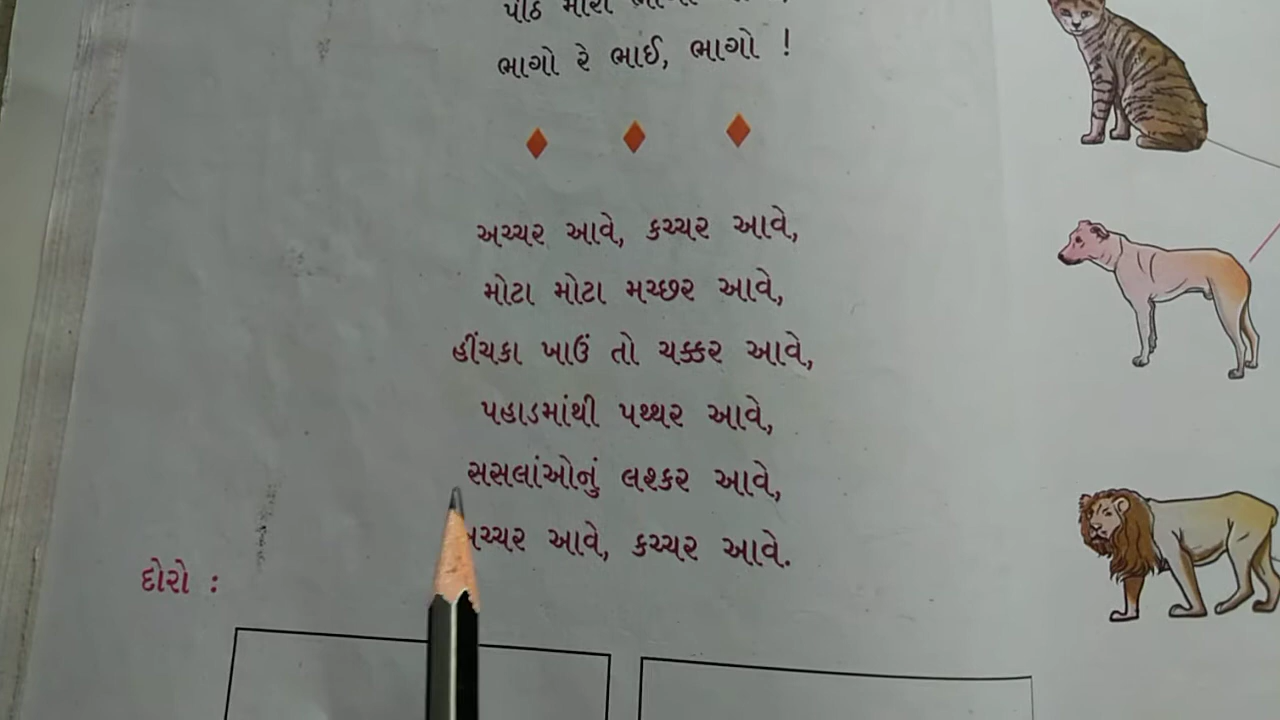 પીઠ મારી
ભાગો રે ભાઈ, ભાગો !
અચ્ચર આવે, કચ્ચર આવે,
મોટા મોટા મચ્છર આવે,
હીંચકા ખાઉં તો ચક્કર આવે,
પહાડમાંથી પથ્થર આવે,
સસલાંઓનું લશ્કર આવે,
આવે, કચ્ચર આવે.
દોરો :